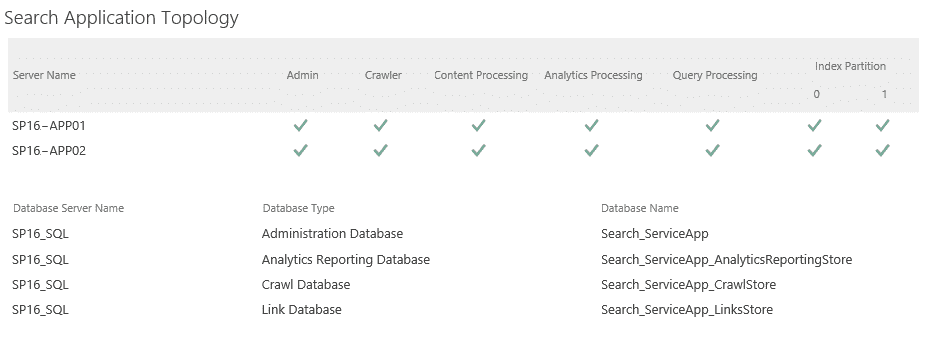 Search Application Topology
Server Name Admin Crawler Content Processing Analytics Processing Query Processing Index Partition
0 1
SP16-APP01
SP16-APP02
Database Server Name Database Type Database Name
SP16_SQL Administration Database Search_ServiceApp
SP16_SQL Analytics Reporting Database Search_ServiceApp_AnalyticsReportingStore
SP16_SQL Crawl Database Search_ServiceApp_CrawlStore
SP16_SQL Link Database Search_ServiceApp_LinksStore